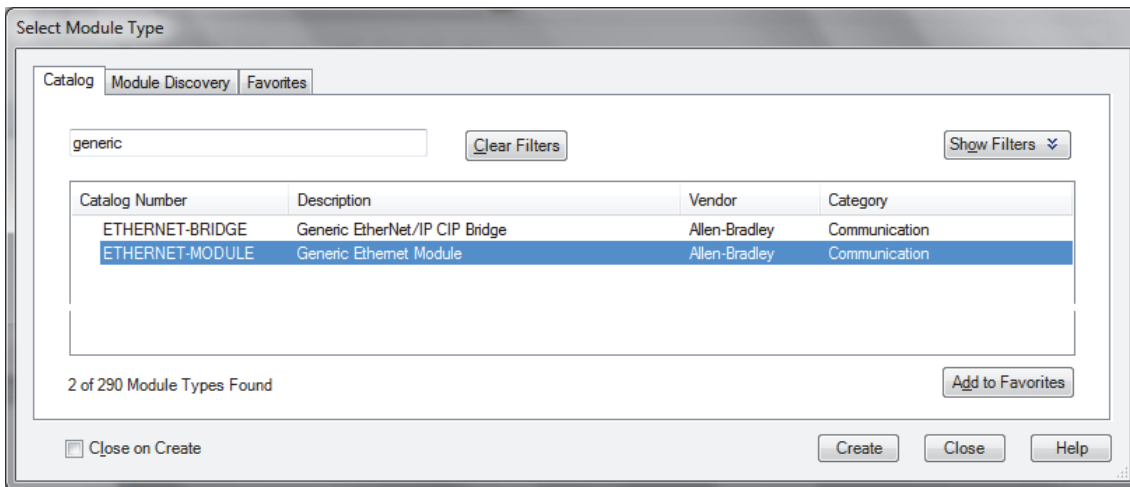 Select Module Type
Catalog Module Discovery Favorites
generic Clear Filters Show Filters
Catalog Number Description Vendor Category
ETHERNET-BRIDGE Generic EtherNet/IP CIP Bridge Allen-Bradley Communication
ETHERNET-MODULE Generic Ethernet Module Allen-Bradley Communication
2 of 290 Module Types Found Add to Favorites
Close on Create Create Close Help